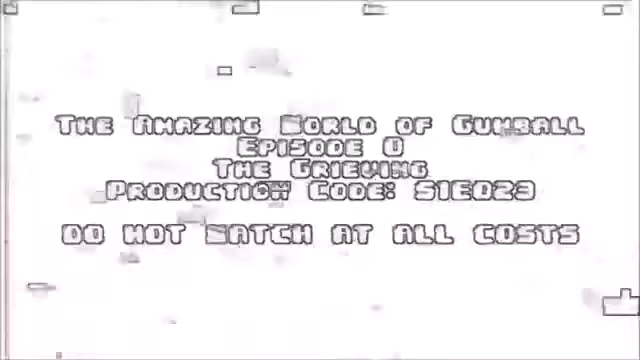 The Amazing World of Gumball
Episode 0
The Grieving
Production Code: S1E023
DO NOT WATCH AT ALL COSTS